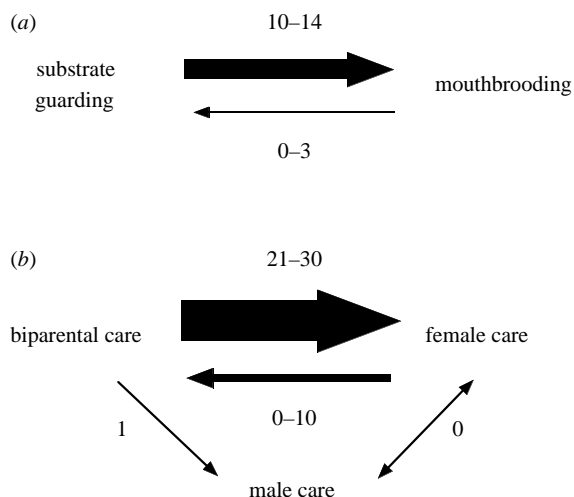 (a)
10–14
substrate
guarding
mouthbrooding
0–3
(b)
21–30
biparental care
female care
0–10
1
0
male care